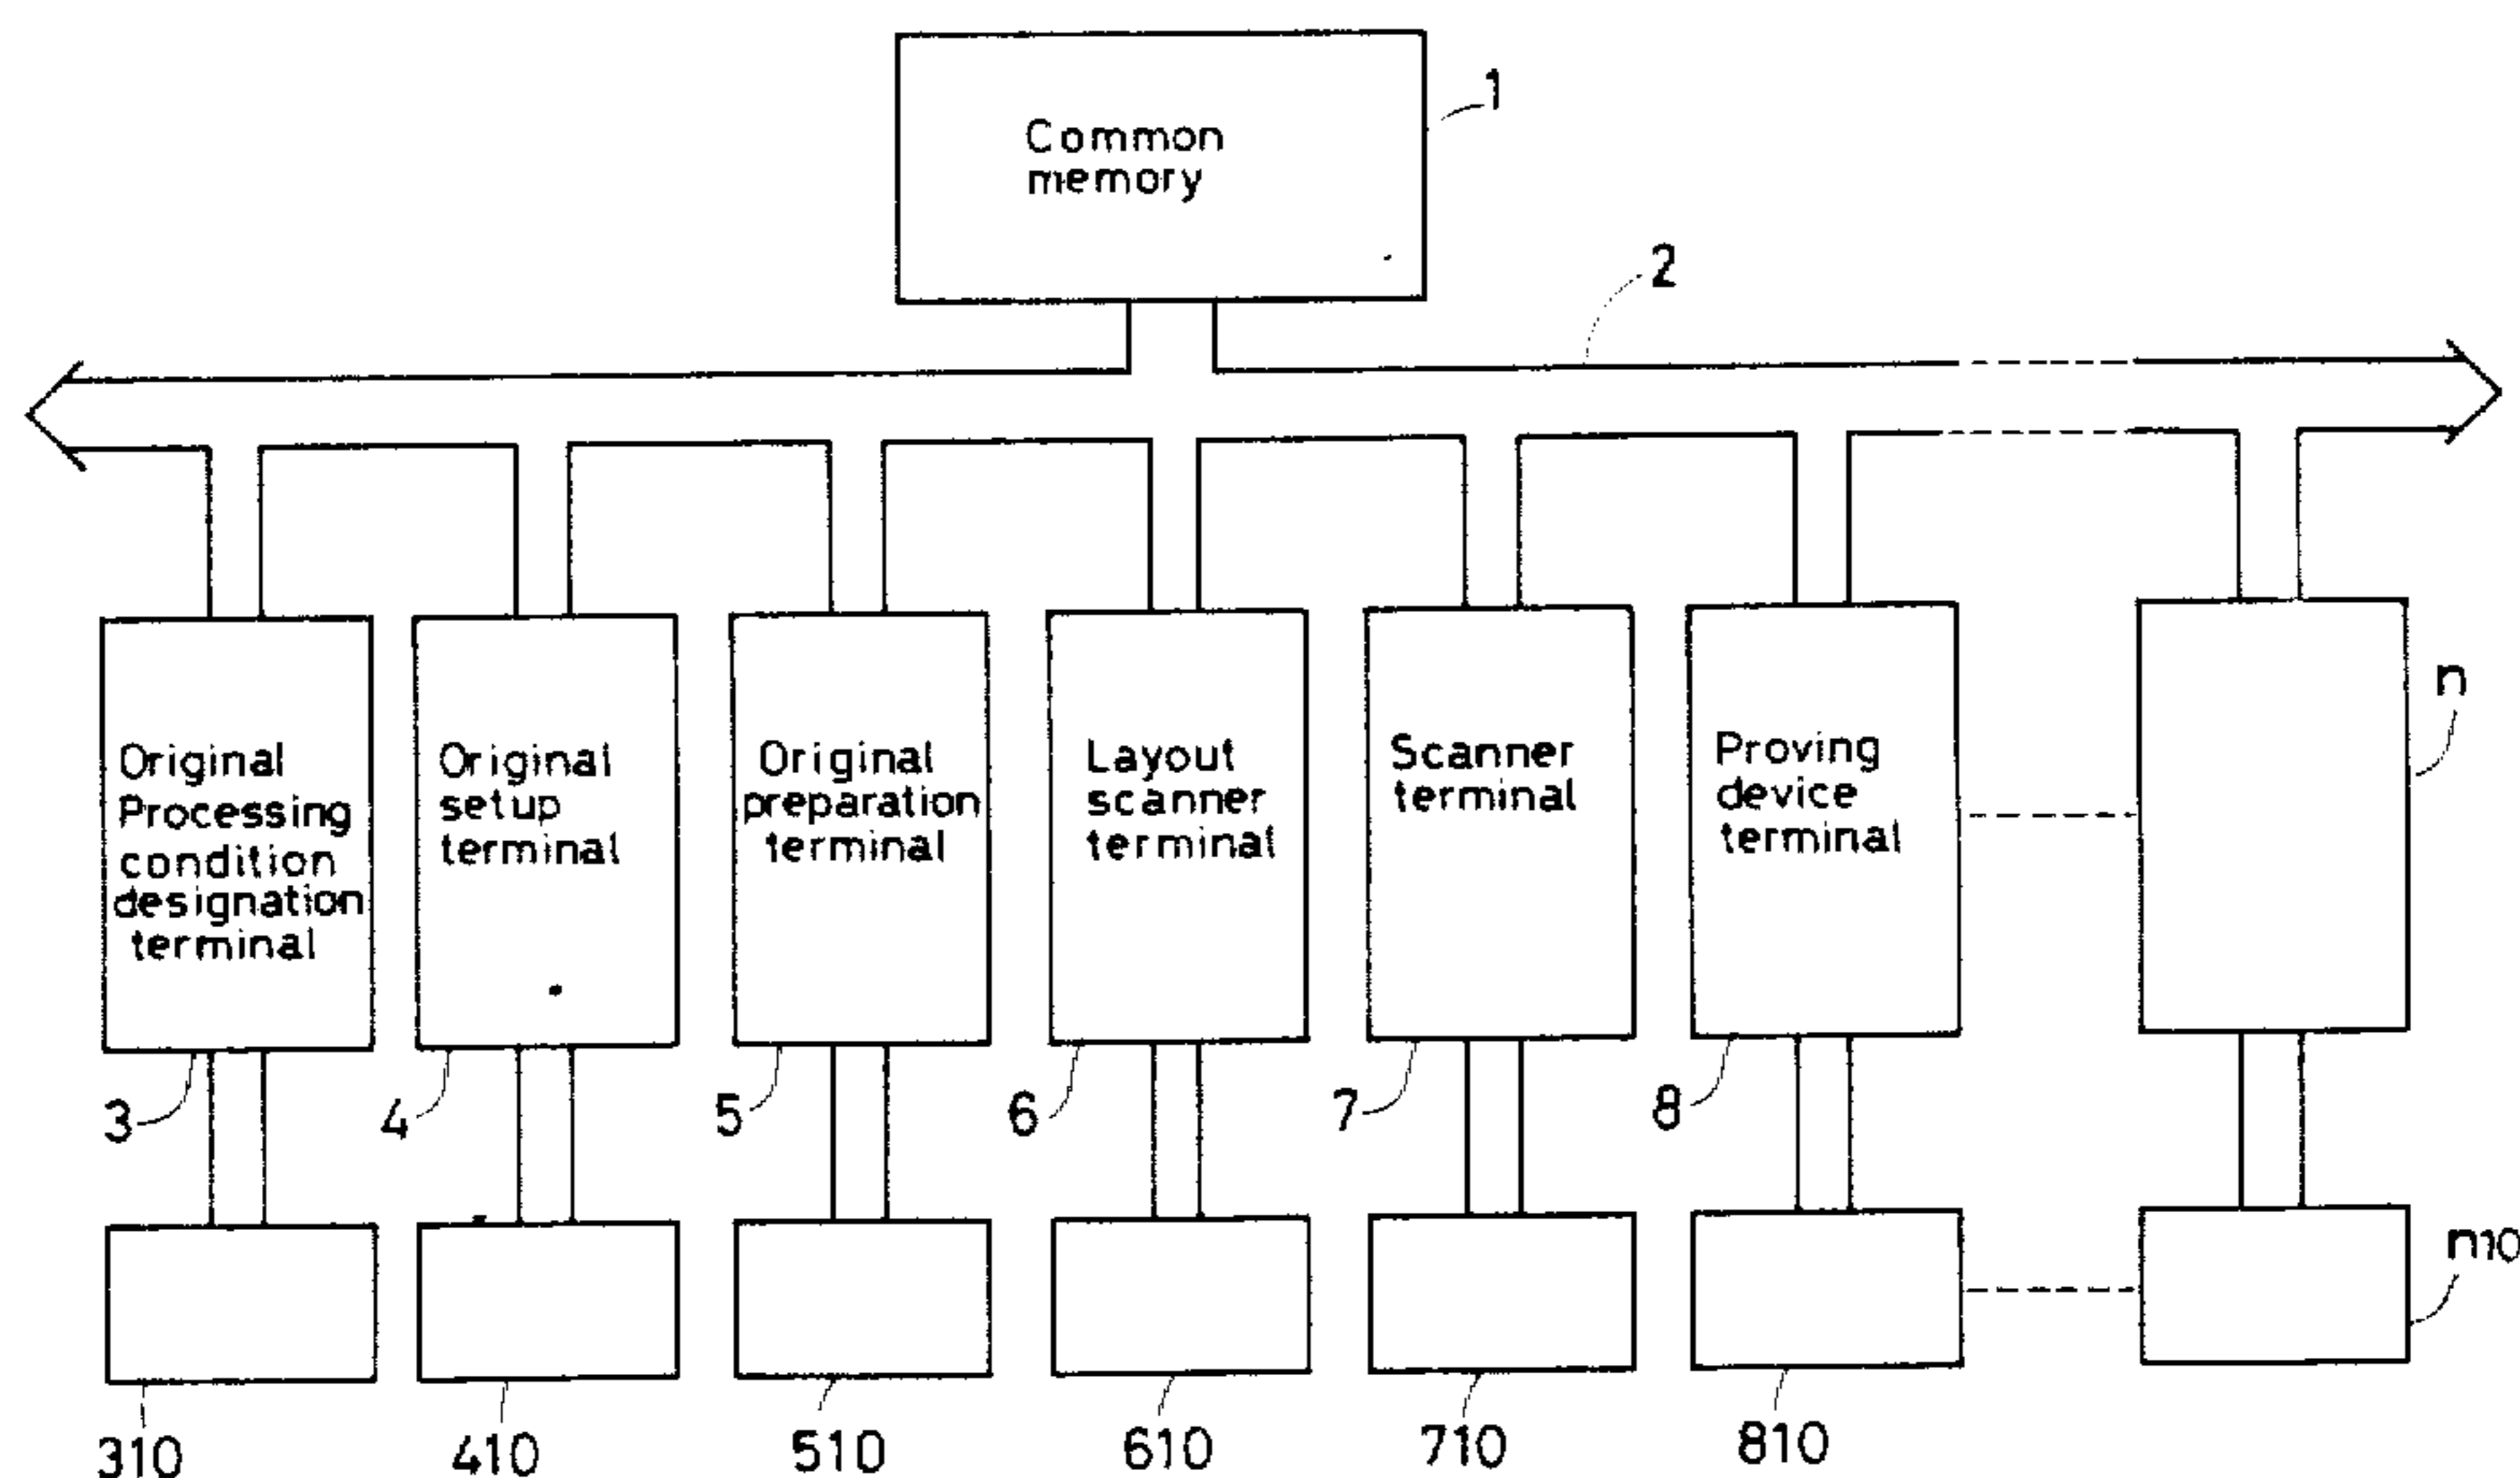 1
Common
memory
2
n
Original
Processing
condition
designation
terminal
Original
setup
terminal
Original
preparation
terminal
Layout
scanner
terminal
Scanner
terminal
Proving
device
terminal
3
4
5
6
7
8
n10
310
410
510
610
710
810